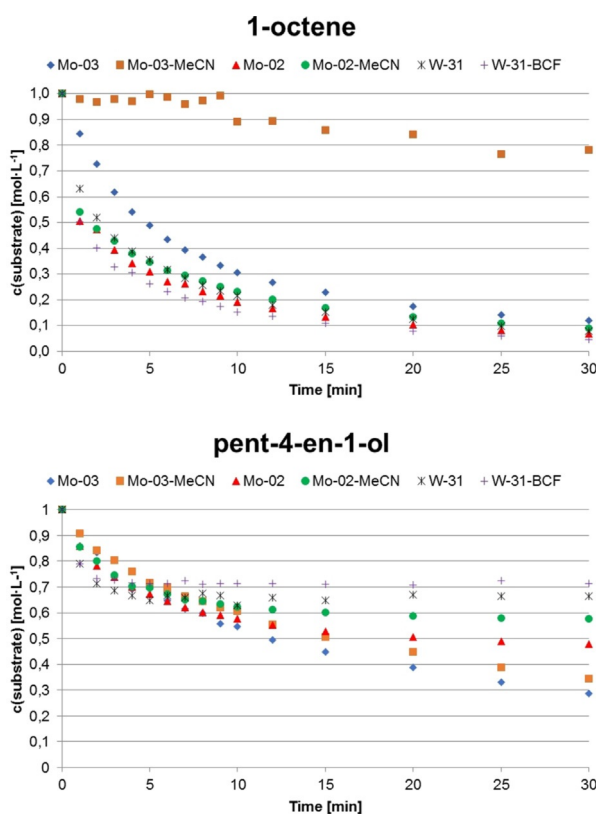 1-octene
Mo-03 Mo-03-MeCN Mo-02 Mo-02-MeCN W-31 W-31-BCF
c(substrate) [mol·L-¹]
1,0
0,9
0,8
0,7
0,6
0,5
0,4
0,3
0,2
0,1
0,0
0 5 10 15 20 25 30
Time [min]
pent-4-en-1-ol
Mo-03 Mo-03-MeCN Mo-02 Mo-02-MeCN W-31 W-31-BCF
c(substrate) [mol·L-¹]
1
0,9
0,8
0,7
0,6
0,5
0,4
0,3
0,2
0,1
0
0 5 10 15 20 25 30
Time [min]